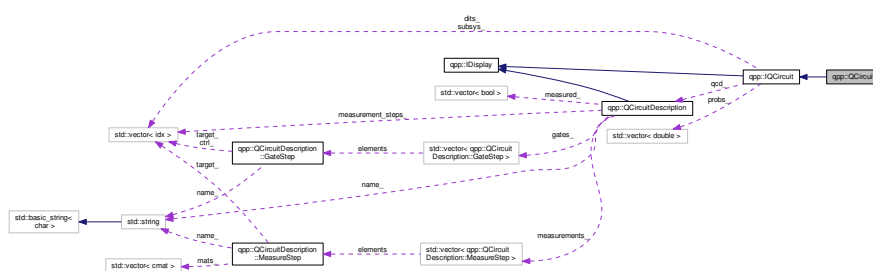 dits_
subsys_
qpp::IDisplay
qpp::IQCircuit
qpp::QCircuit
std::vector< bool >
measured_
qcd_
probs_
qpp::QCircuitDescription
measurement_steps_
std::vector< idx >
target_
ctrl_
std::vector< double >
gates_
qpp::QCircuitDescription
::GateStep
elements
std::vector< qpp::QCircuit
Description::GateStep >
target_
name_
name_
std::basic_string<
char >
std::string
name_
measurements_
qpp::QCircuitDescription
::MeasureStep
elements
std::vector< qpp::QCircuit
Description::MeasureStep >
mats_
std::vector< cmat >